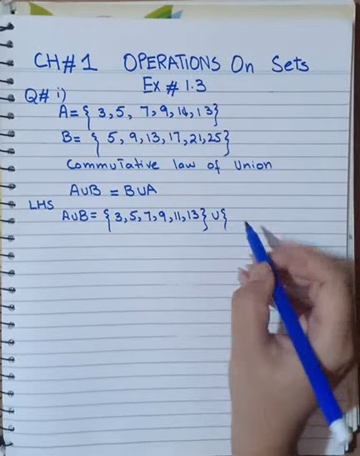 CH#1 OPERATIONS On Sets
Ex # 1.3
Q# i)
A= { 3, 5, 7, 9, 11, 13}
B= { 5, 9, 13, 17, 21, 25}
Commutative law of Union
A∪B = B∪A
LHS
A∪B= { 3, 5, 7, 9, 11, 13} ∪ {